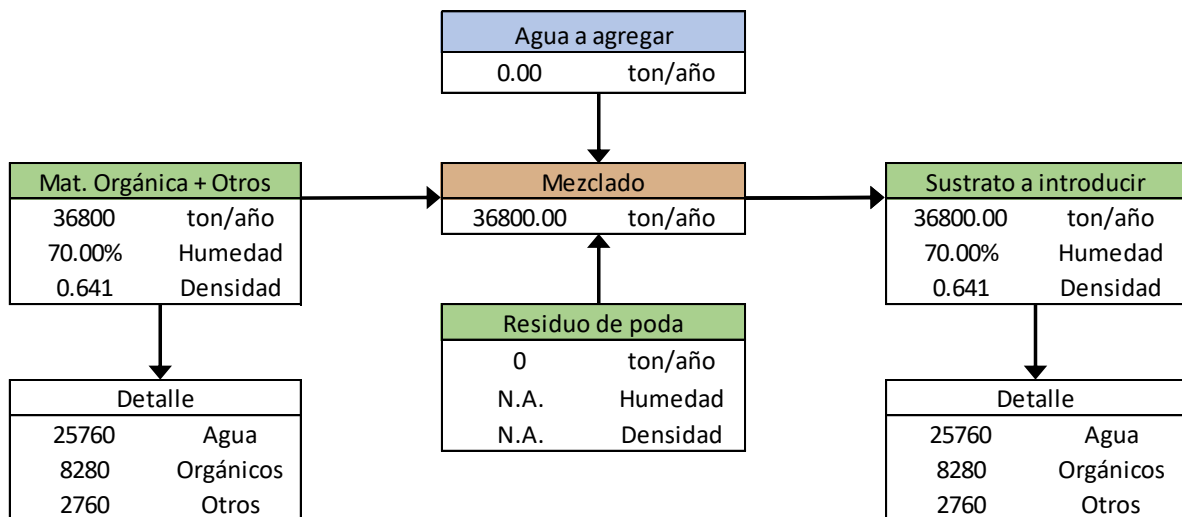 Agua a agregar
0.00 ton/año
Mat. Orgánica + Otros
36800 ton/año
70.00% Humedad
0.641 Densidad
Mezclado
36800.00 ton/año
Sustrato a introducir
36800.00 ton/año
70.00% Humedad
0.641 Densidad
Residuo de poda
0 ton/año
N.A. Humedad
N.A. Densidad
Detalle
25760 Agua
8280 Orgánicos
2760 Otros
Detalle
25760 Agua
8280 Orgánicos
2760 Otros